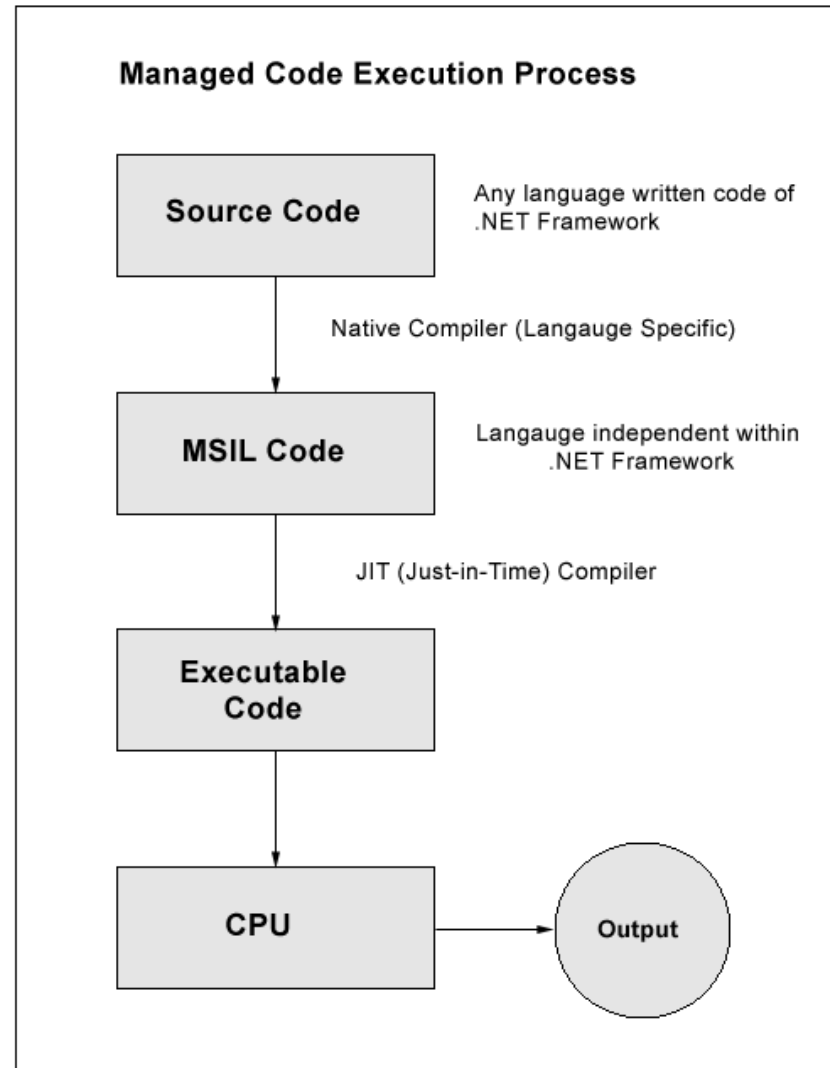 Managed Code Execution Process
Source Code
Any language written code of
.NET Framework
Native Compiler (Langauge Specific)
MSIL Code
Langauge independent within
.NET Framework
JIT (Just-in-Time) Compiler
Executable
Code
CPU
Output